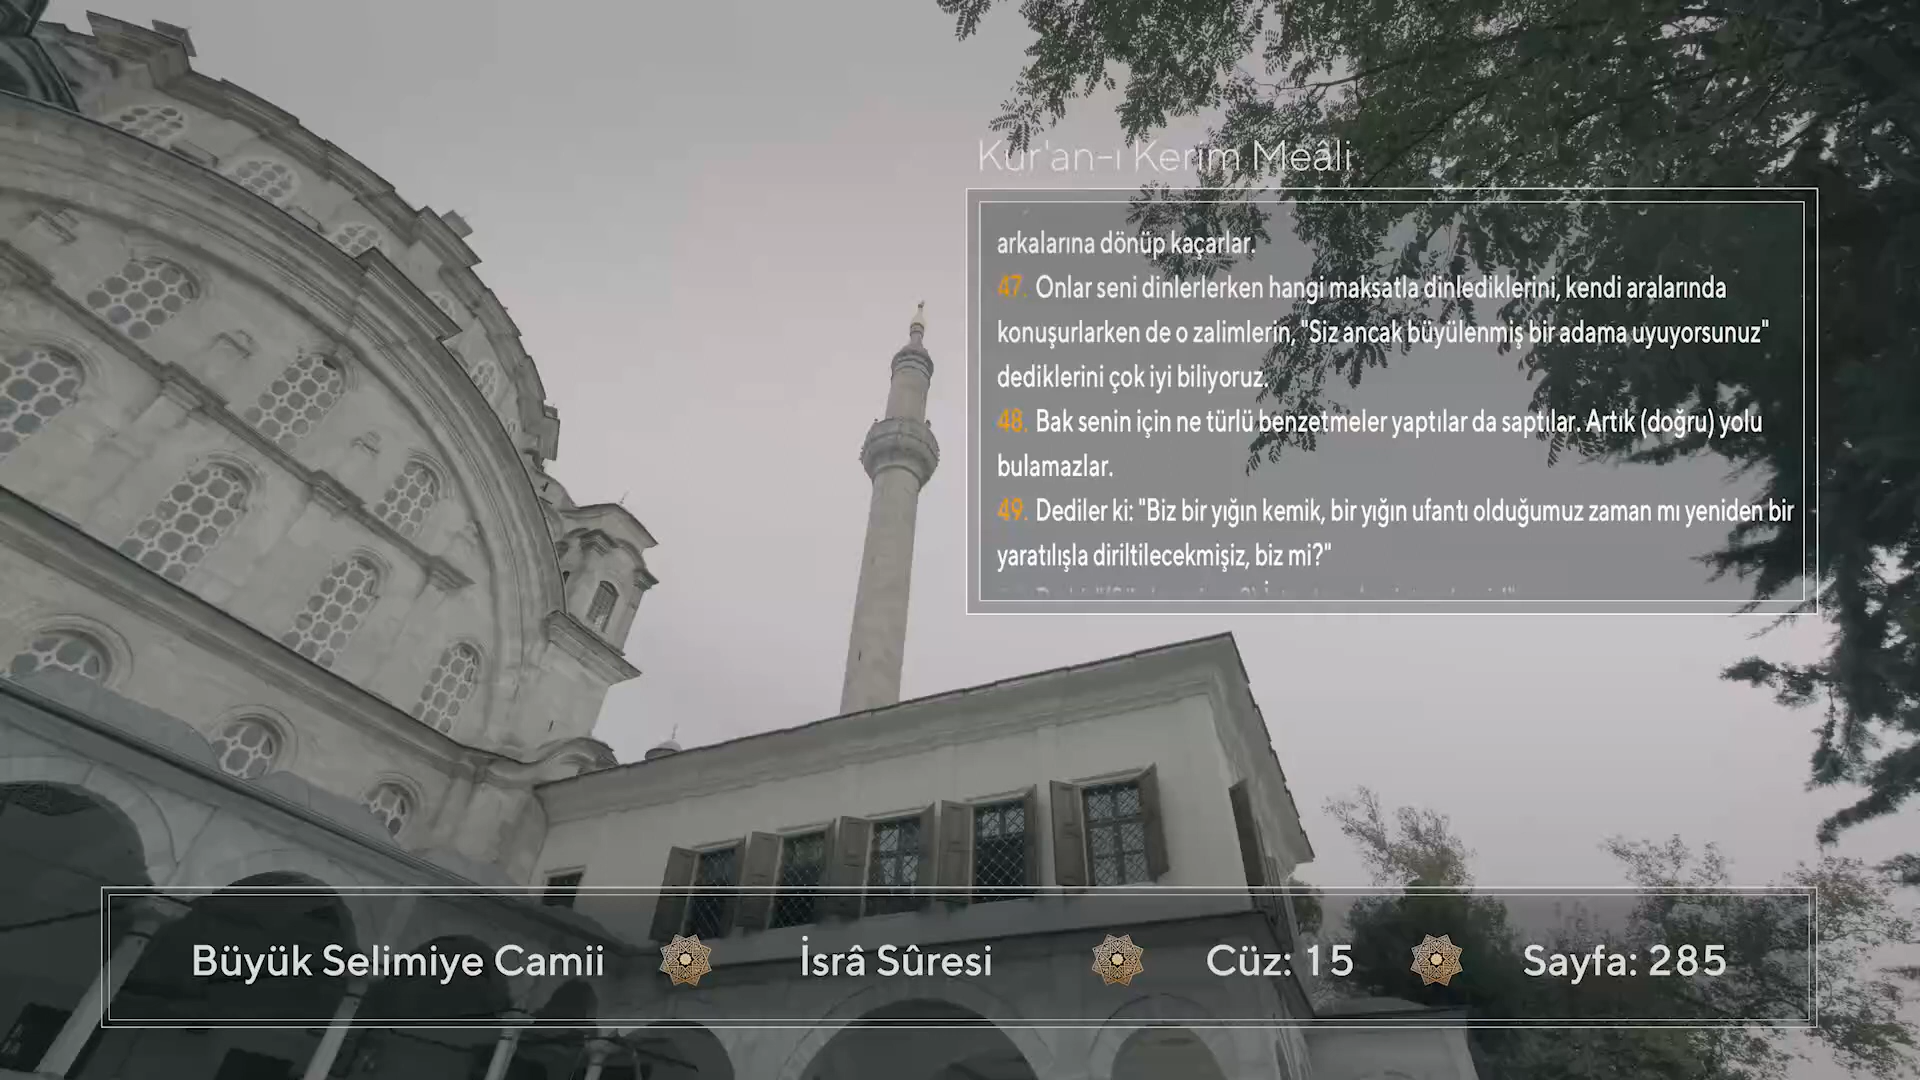 Kur'an-ı Kerim Meâli
arkalarına dönüp kaçarlar.
47. Onlar seni dinlerlerken hangi maksatla dinlediklerini, kendi aralarında
konuşurlarken de o zalimlerin, "Siz ancak büyülenmiş bir adama uyuyorsunuz"
dediklerini çok iyi biliyoruz.
48. Bak senin için ne türlü benzetmeler yaptılar da saptılar. Artık (doğru) yolu
bulamazlar.
49. Dediler ki: "Biz bir yığın kemik, bir yığın ufantı olduğumuz zaman mı yeniden bir
yaratılışla diriltilecekmişiz, biz mi?"
Büyük Selimiye Camii İsrâ Sûresi Cüz: 15 Sayfa: 285